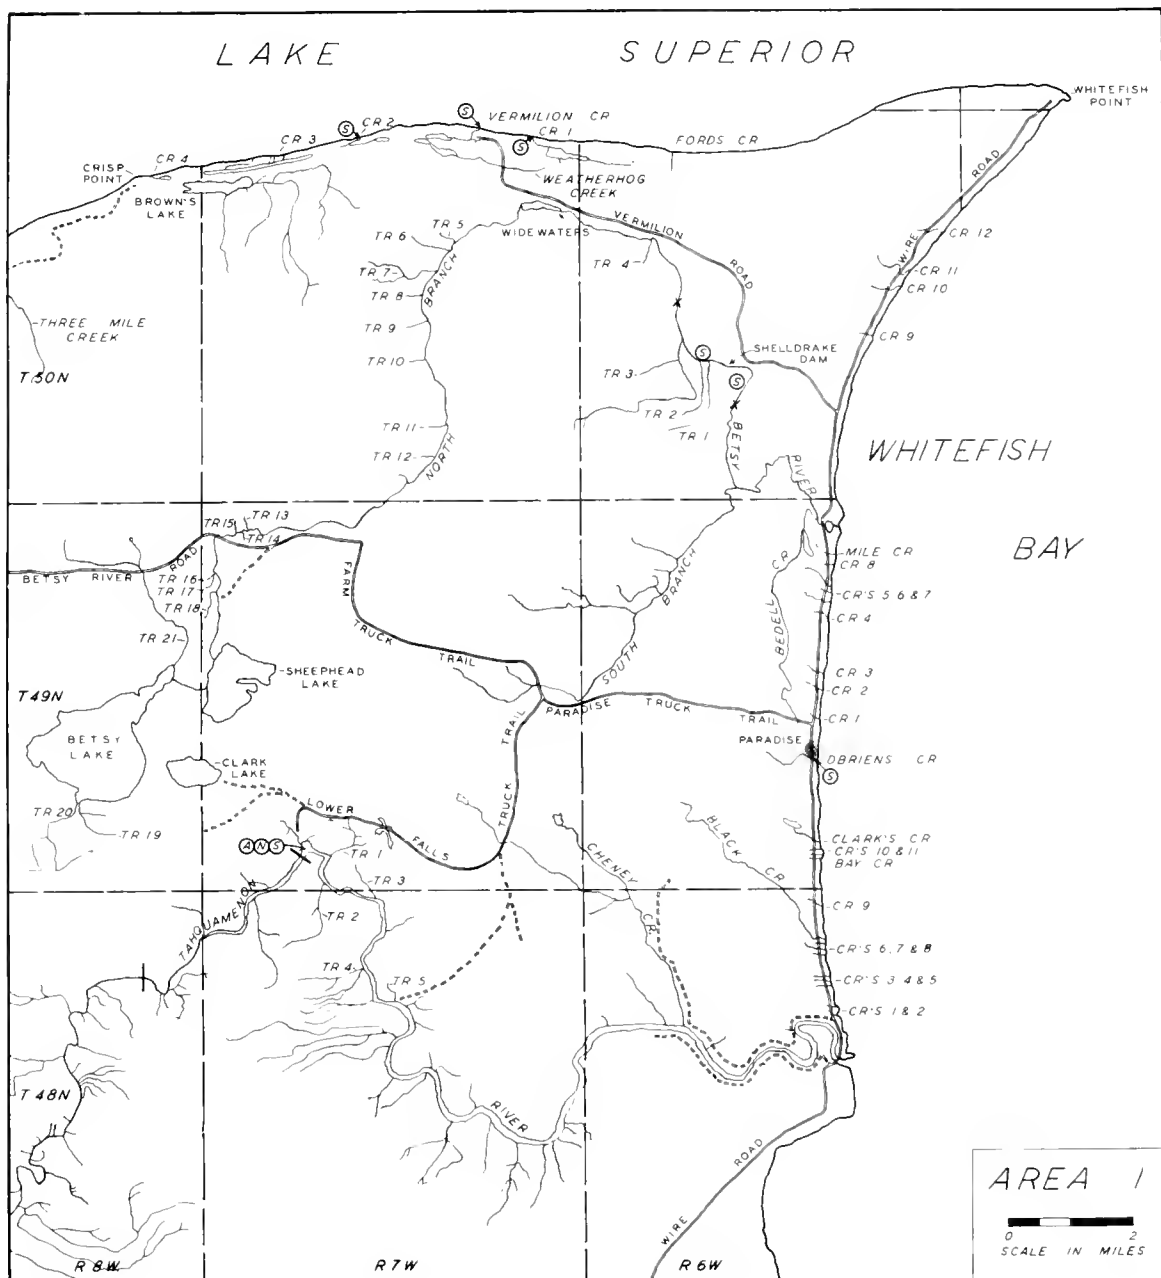 LAKE SUPERIOR
WHITEFISH
POINT
S
VERMILION CR
S
CR 2
CR 1
S
CR 3
FORDS CR
CR 4
CRISP
POINT
BROWN'S
LAKE
WEATHERHOG
CREEK
WIRE ROAD
TR 5
WIDEWATERS
VERMILION ROAD
CR 12
TR 6
TR 4
TR 7
CR 11
CR 10
TR 8
NORTH BRANCH
THREE MILE
CREEK
TR 9
CR 9
SHELLDRAKE
DAM
S
TR 10
TR 3
T 50N
S
TR 2
TR 11
TR 1
BETSY RIVER
WHITEFISH
TR 12
TR 13
TR 15
TR 14
BAY
MILE CR
CR 8
BETSY RIVER ROAD
TR 16
TR 17
CR'S 5 6 & 7
TR 18
FARM TRUCK TRAIL
SOUTH BRANCH
BEDELL CR
CR 4
TR 21
SHEEPHEAD
LAKE
CR 3
T 49N
CR 2
PARADISE TRUCK TRAIL
CR 1
BETSY
LAKE
PARADISE
CLARK
LAKE
OBRIENS CR
S
TRUCK TRAIL
LOWER FALLS
TR 20
TR 19
BLACK CR
CLARK'S CR
A N S
TR 1
CHENEY CR
CR'S 10 & 11
BAY CR
TR 3
CR 9
TR 2
TAHQUAMENON RIVER
CR'S 6, 7 & 8
TR 4
TR 5
CR'S 3 4 & 5
CR'S 1 & 2
T 48N
WIRE ROAD
AREA 1
0 2
SCALE IN MILES
R 8W
R 7W
R 6W